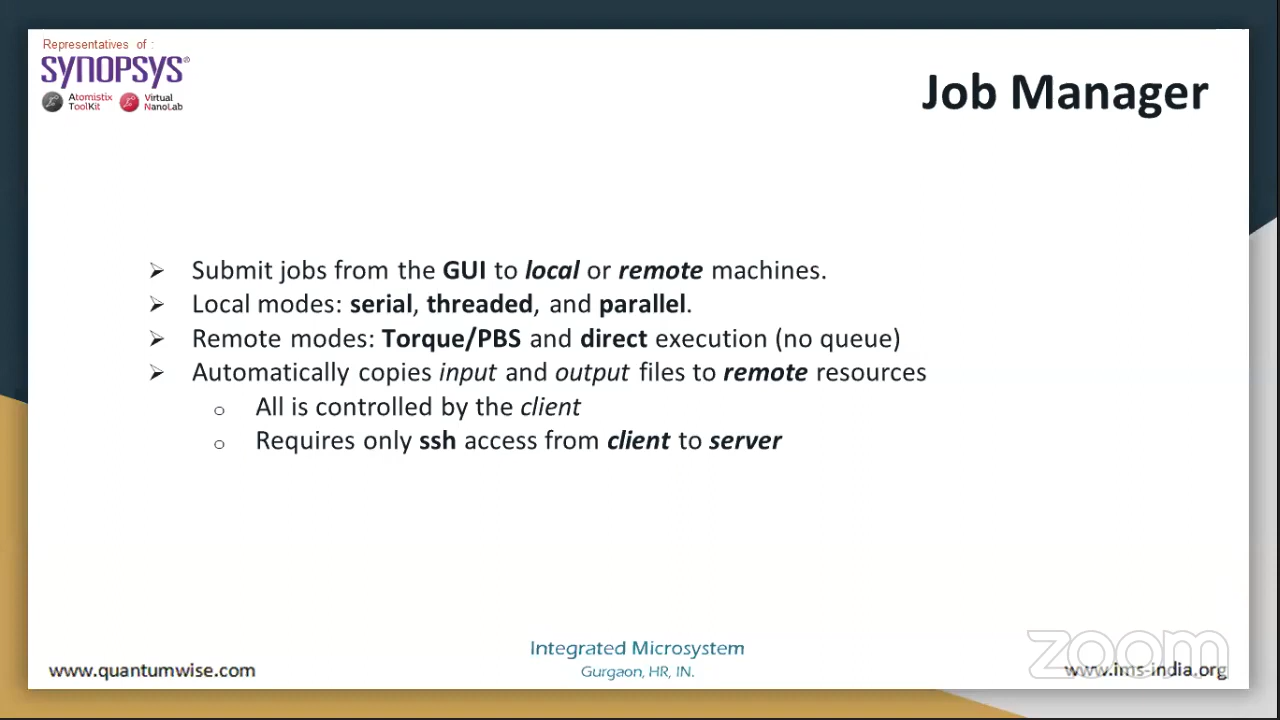 Representatives of :
SYNOPSYS®
Atomistix ToolKit
Virtual NanoLab
Job Manager
➢ Submit jobs from the GUI to local or remote machines.
➢ Local modes: serial, threaded, and parallel.
➢ Remote modes: Torque/PBS and direct execution (no queue)
➢ Automatically copies input and output files to remote resources
o All is controlled by the client
o Requires only ssh access from client to server
Integrated Microsystem
Gurgaon, HR, IN.
www.quantumwise.com
zoom
www.ims-india.org